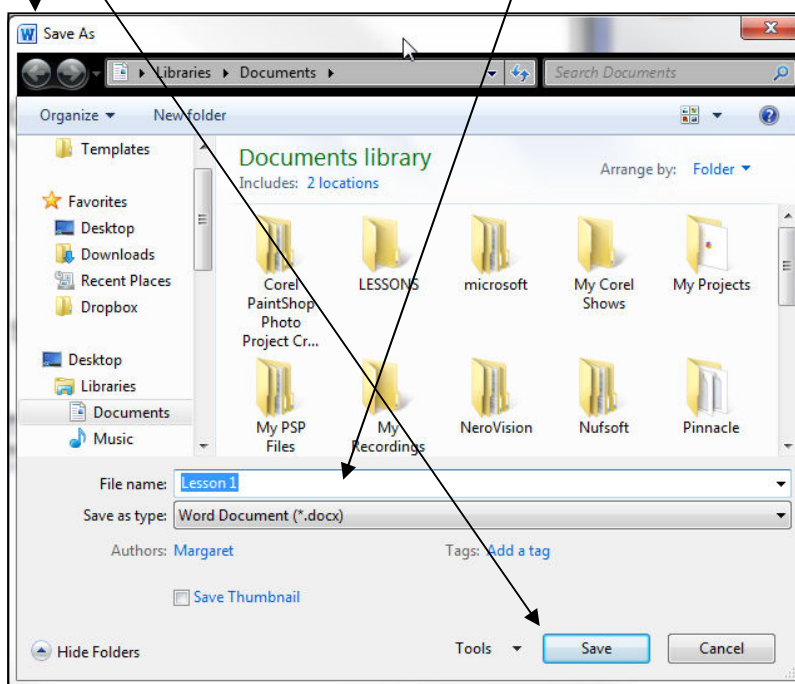 Save As
Libraries Documents
Search Documents
Organize New folder
Templates
Favorites
Desktop
Downloads
Recent Places
Dropbox
Desktop
Libraries
Documents
Music
Documents library
Includes: 2 locations
Arrange by: Folder
Corel
PaintShop
Photo
Project Cr...
LESSONS
microsoft
My Corel
Shows
My Projects
My PSP
Files
My
Recordings
NeroVision
Nufsoft
Pinnacle
File name: Lesson 1
Save as type: Word Document (*.docx)
Authors: Margaret Tags: Add a tag
Save Thumbnail
Hide Folders Tools Save Cancel